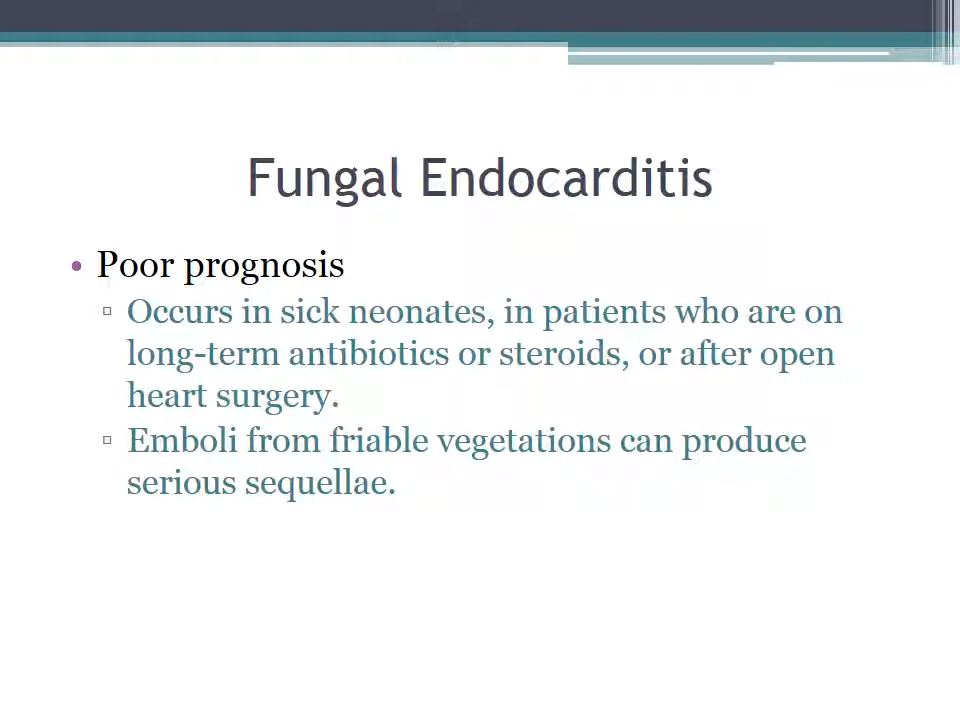 Fungal Endocarditis
• Poor prognosis
▫ Occurs in sick neonates, in patients who are on
long-term antibiotics or steroids, or after open
heart surgery.
▫ Emboli from friable vegetations can produce
serious sequellae.